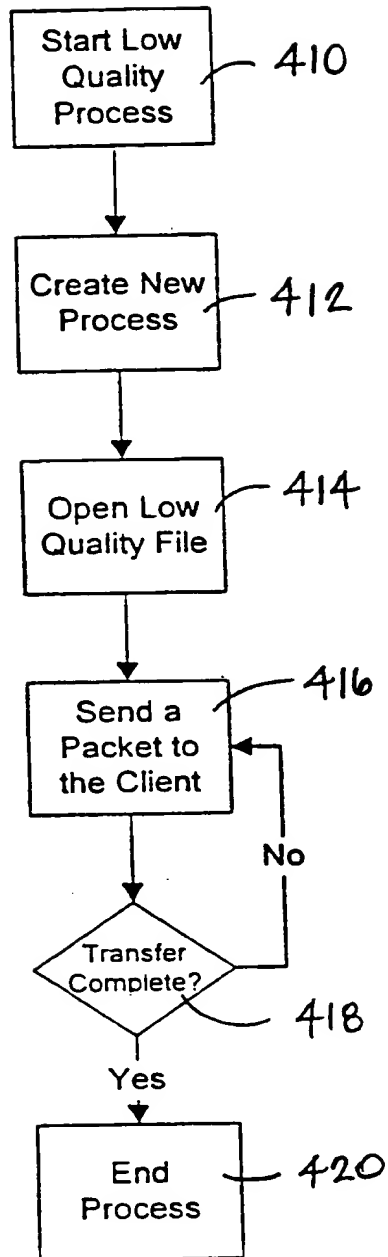 Start Low
Quality
Process
410
Create New
Process
412
Open Low
Quality File
414
Send a
Packet to
the Client
416
No
Transfer
Complete?
418
Yes
End
Process
420